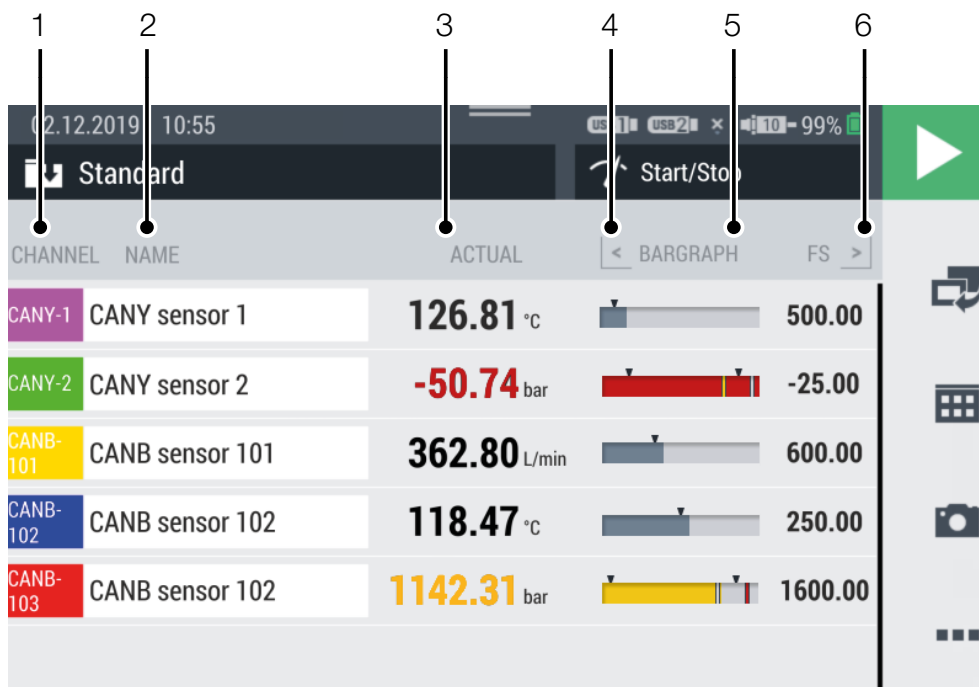 1 2 3 4 5 6
02.12.2019 10:55 USB2 10 99%
Standard Start/Stop
CHANNEL NAME ACTUAL < BARGRAPH FS >
CANY-1 CANY sensor 1 126.81 °C 500.00
CANY-2 CANY sensor 2 -50.74 bar -25.00
CANB-
101 CANB sensor 101 362.80 L/min 600.00
CANB-
102 CANB sensor 102 118.47 °C 250.00
CANB-
103 CANB sensor 102 1142.31 bar 1600.00